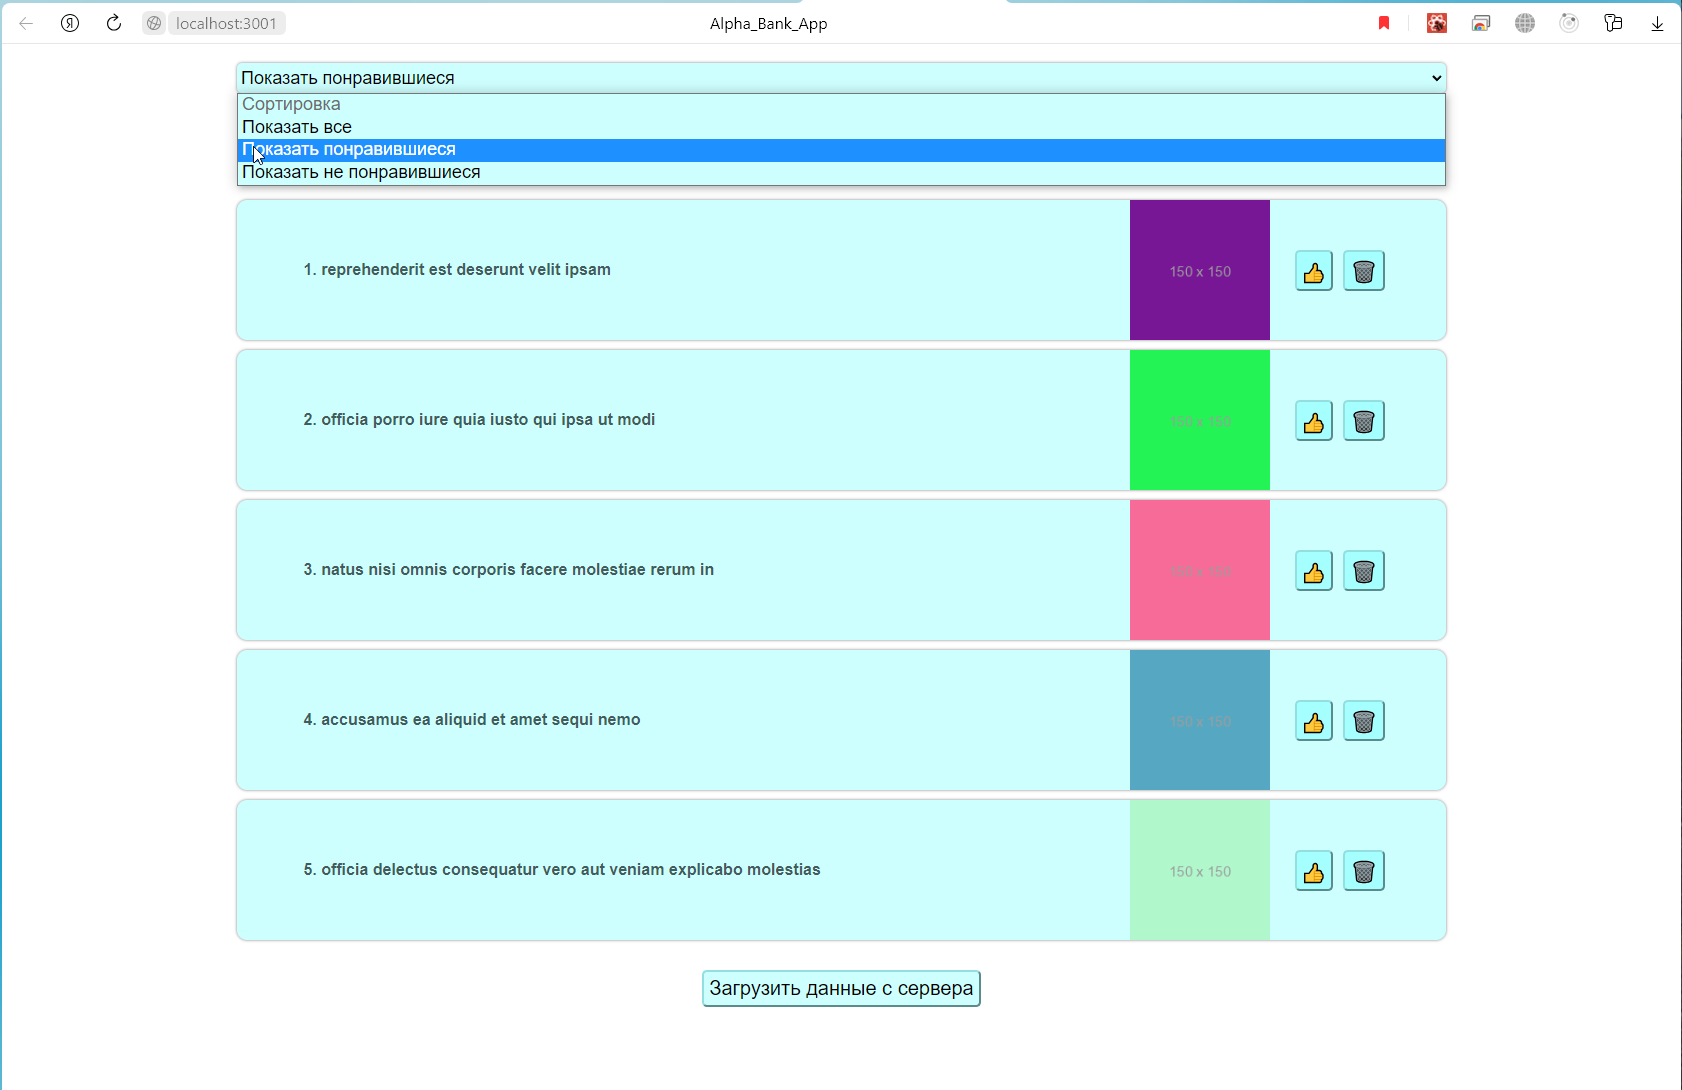 localhost:3001
Alpha_Bank_App
Показать понравившиеся
Сортировка
Показать все
Показать понравившиеся
Показать не понравившиеся
1. reprehenderit est deserunt velit ipsam
150 x 150
2. officia porro iure quia iusto qui ipsa ut modi
150 x 150
3. natus nisi omnis corporis facere molestiae rerum in
150 x 150
4. accusamus ea aliquid et amet sequi nemo
150 x 150
5. officia delectus consequatur vero aut veniam explicabo molestias
150 x 150
Загрузить данные с сервера